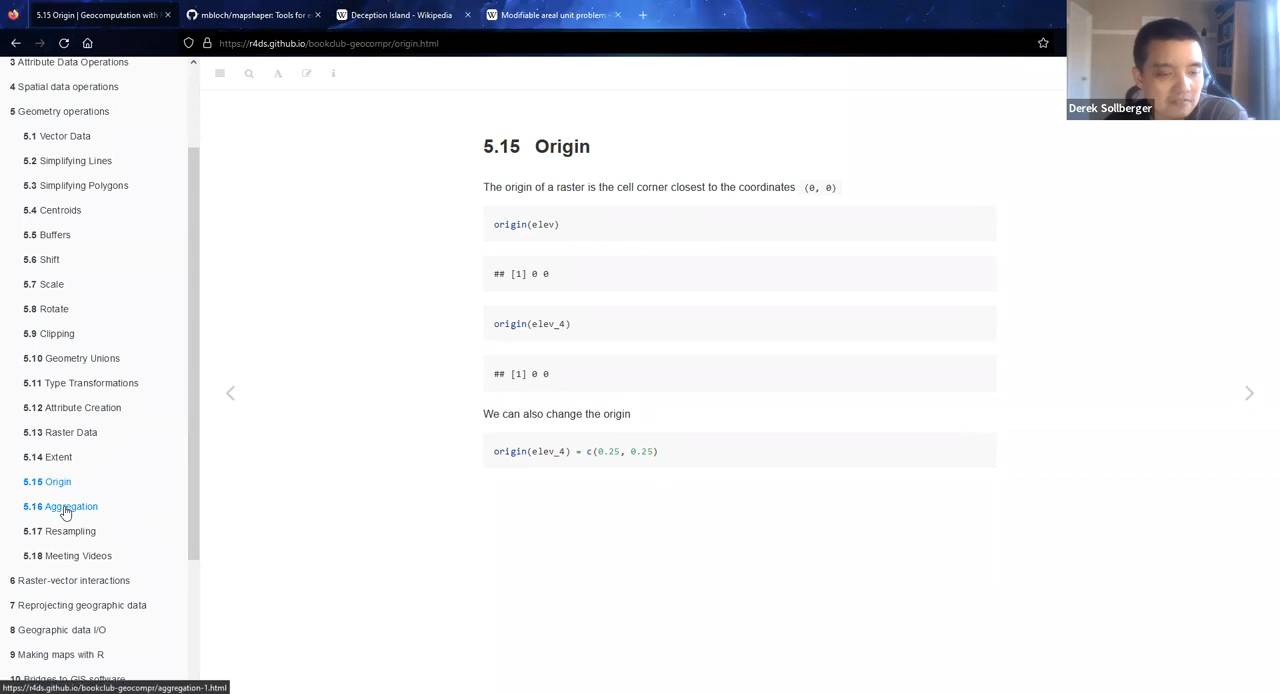 5.15 Origin | Geocomputation with
mbloch/mapshaper: Tools for e
Deception Island - Wikipedia
Modifiable areal unit problem -
https://r4ds.github.io/bookclub-geocompr/origin.html
Derek Sollberger
3 Attribute Data Operations
4 Spatial data operations
5 Geometry operations
5.1 Vector Data
5.2 Simplifying Lines
5.3 Simplifying Polygons
5.4 Centroids
5.5 Buffers
5.6 Shift
5.7 Scale
5.8 Rotate
5.9 Clipping
5.10 Geometry Unions
5.11 Type Transformations
5.12 Attribute Creation
5.13 Raster Data
5.14 Extent
5.15 Origin
5.16 Aggregation
5.17 Resampling
5.18 Meeting Videos
6 Raster-vector interactions
7 Reprojecting geographic data
8 Geographic data I/O
9 Making maps with R
10 Bridges to GIS software
https://r4ds.github.io/bookclub-geocompr/aggregation-1.html
5.15 Origin
The origin of a raster is the cell corner closest to the coordinates (0, 0)
origin(elev)
## [1] 0 0
origin(elev_4)
## [1] 0 0
We can also change the origin
origin(elev_4) = c(0.25, 0.25)